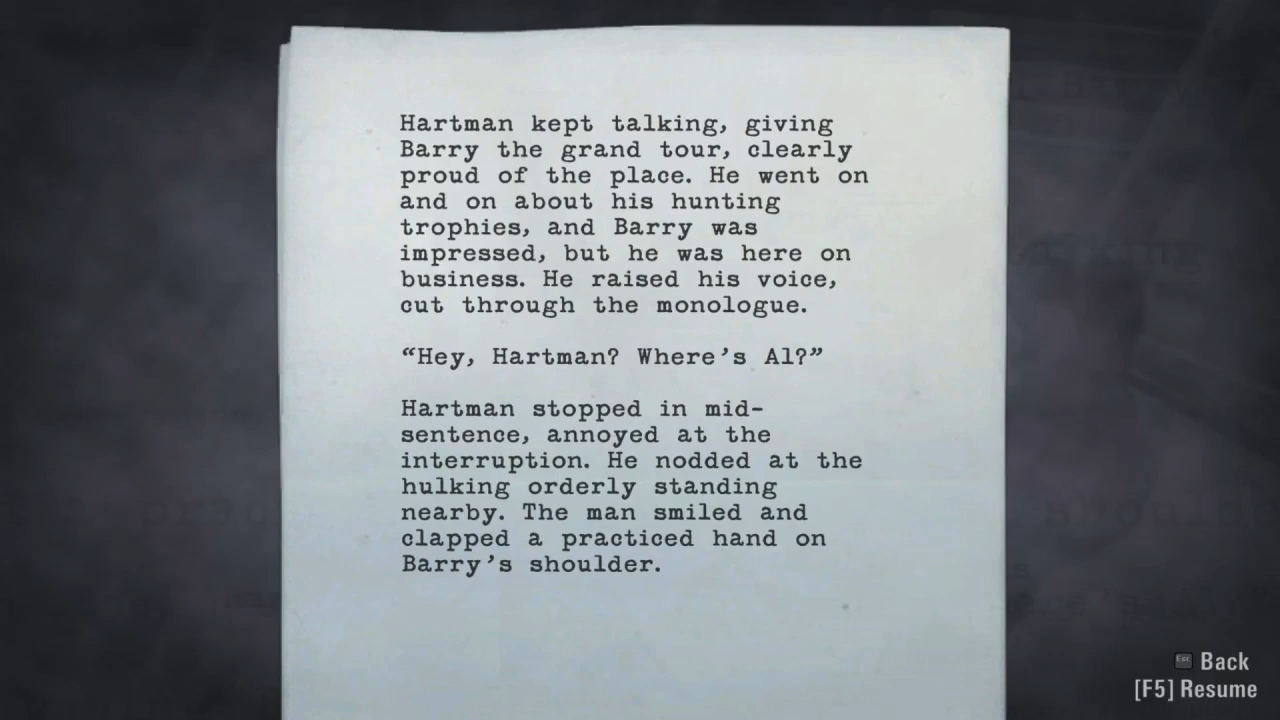 Hartman kept talking, giving
Barry the grand tour, clearly
proud of the place. He went on
and on about his hunting
trophies, and Barry was
impressed, but he was here on
business. He raised his voice,
cut through the monologue.
“Hey, Hartman? Where’s Al?”
Hartman stopped in mid-
sentence, annoyed at the
interruption. He nodded at the
hulking orderly standing
nearby. The man smiled and
clapped a practiced hand on
Barry’s shoulder.
Esc Back
[F5] Resume